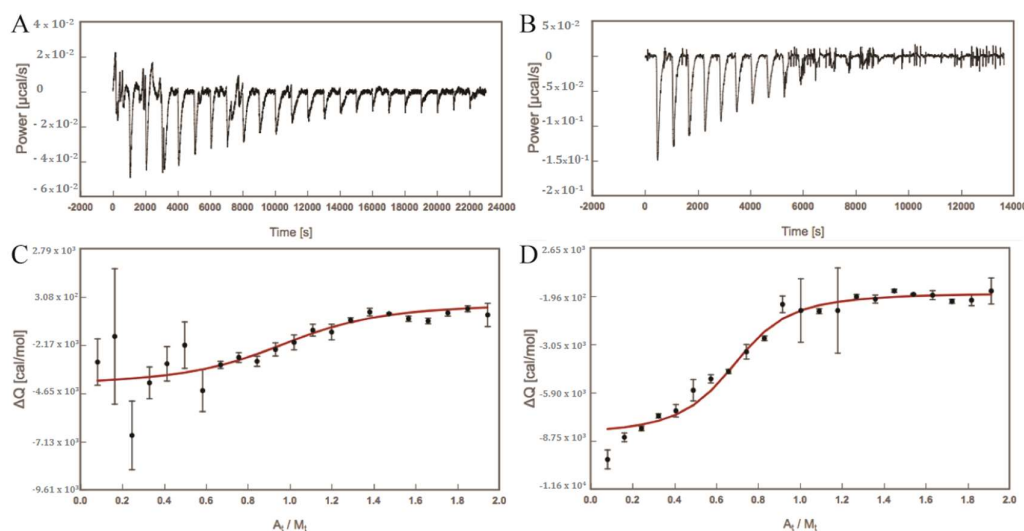 A
4 x 10⁻²
2 x 10⁻²
0
-2 x 10⁻²
-4 x 10⁻²
-6 x 10⁻²
Power [µcal/s]
-2000 0 2000 4000 6000 8000 10000 12000 14000 16000 18000 20000 22000 24000
Time [s]
B
5 x 10⁻²
0
-5 x 10⁻²
-1 x 10⁻¹
-1.5 x 10⁻¹
-2 x 10⁻¹
Power [µcal/s]
-2000 0 2000 4000 6000 8000 10000 12000 14000
Time [s]
C
2.79 x 10³
3.08 x 10²
-2.17 x 10³
-4.65 x 10³
-7.13 x 10³
-9.61 x 10³
ΔQ [cal/mol]
0.0 0.2 0.4 0.6 0.8 1.0 1.2 1.4 1.6 1.8 2.0
Aₜ / Mₜ
D
2.65 x 10³
-1.96 x 10²
-3.05 x 10³
-5.90 x 10³
-8.75 x 10³
-1.16 x 10⁴
ΔQ [cal/mol]
0.0 0.2 0.4 0.6 0.8 1.0 1.2 1.4 1.6 1.8 2.0
Aₜ / Mₜ